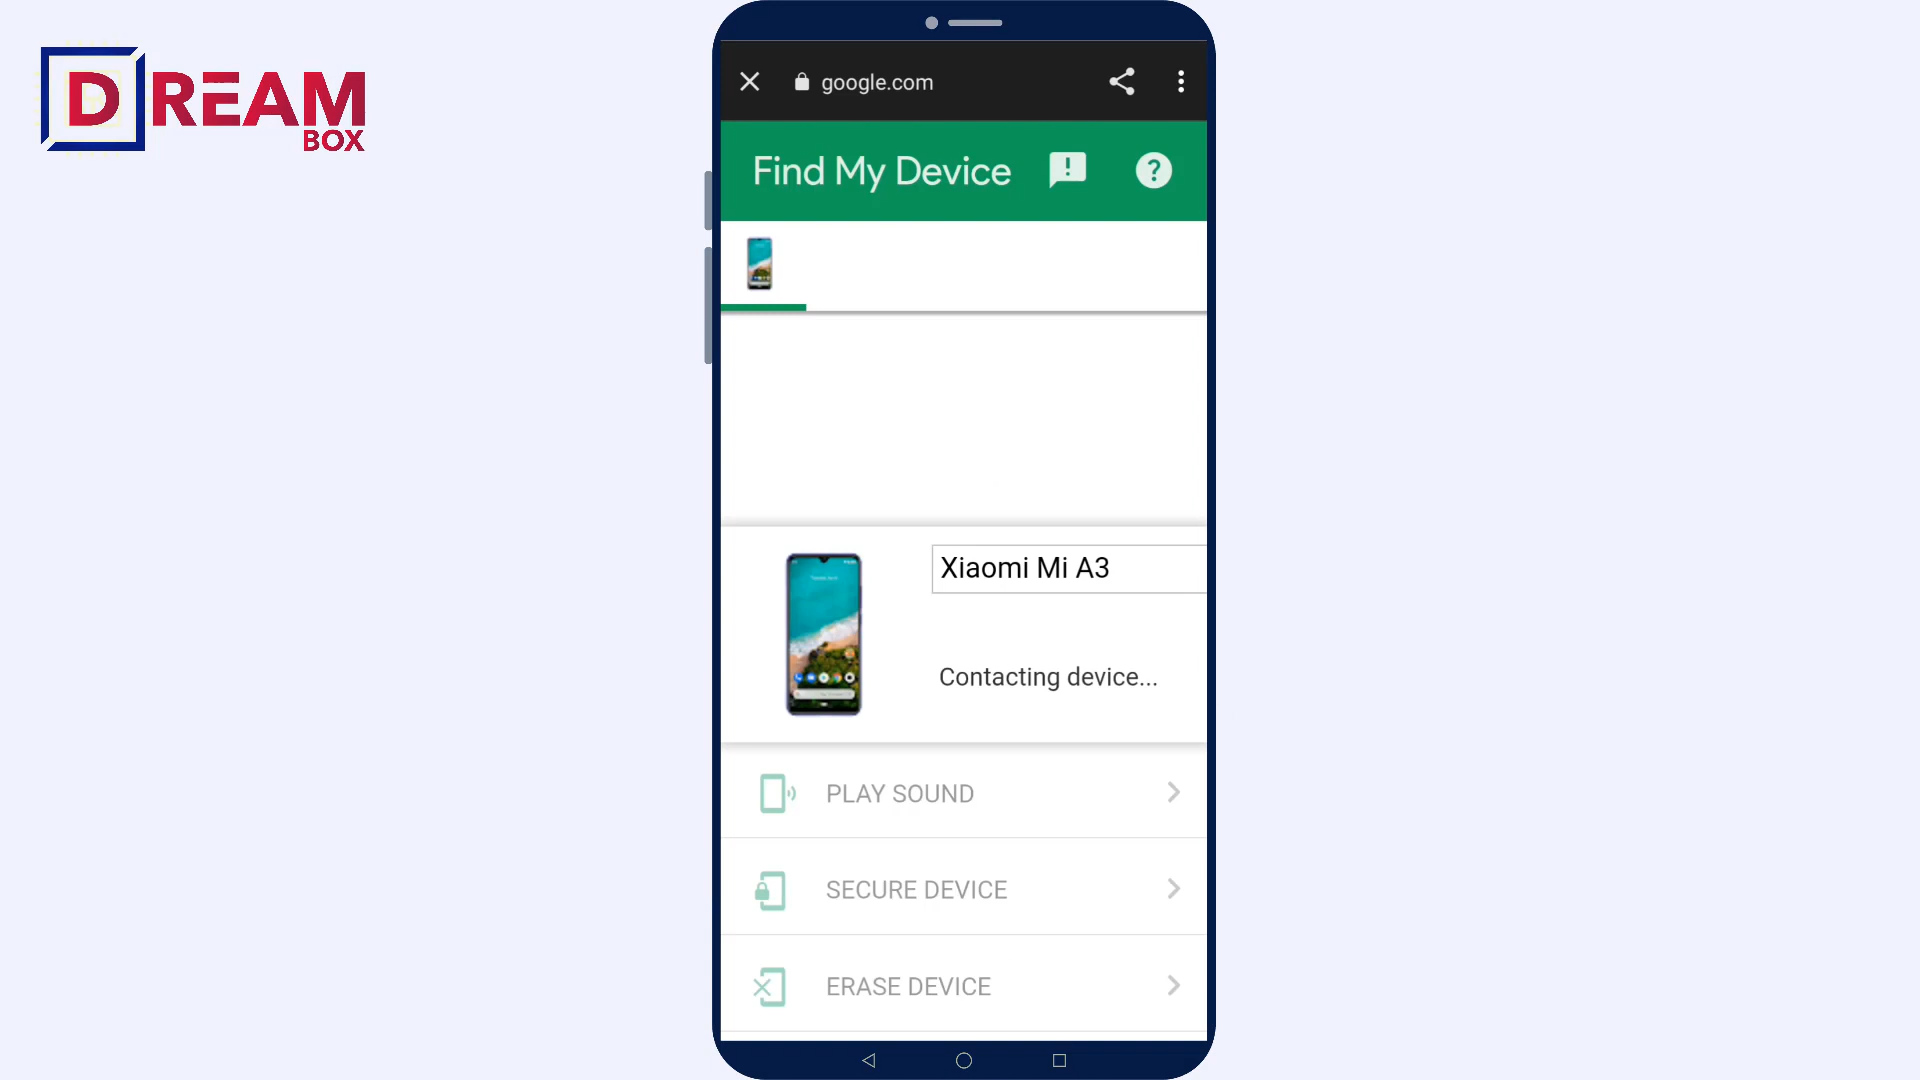 DREAM
BOX
google.com
Find My Device
Xiaomi Mi A3
Contacting device...
PLAY SOUND
SECURE DEVICE
ERASE DEVICE